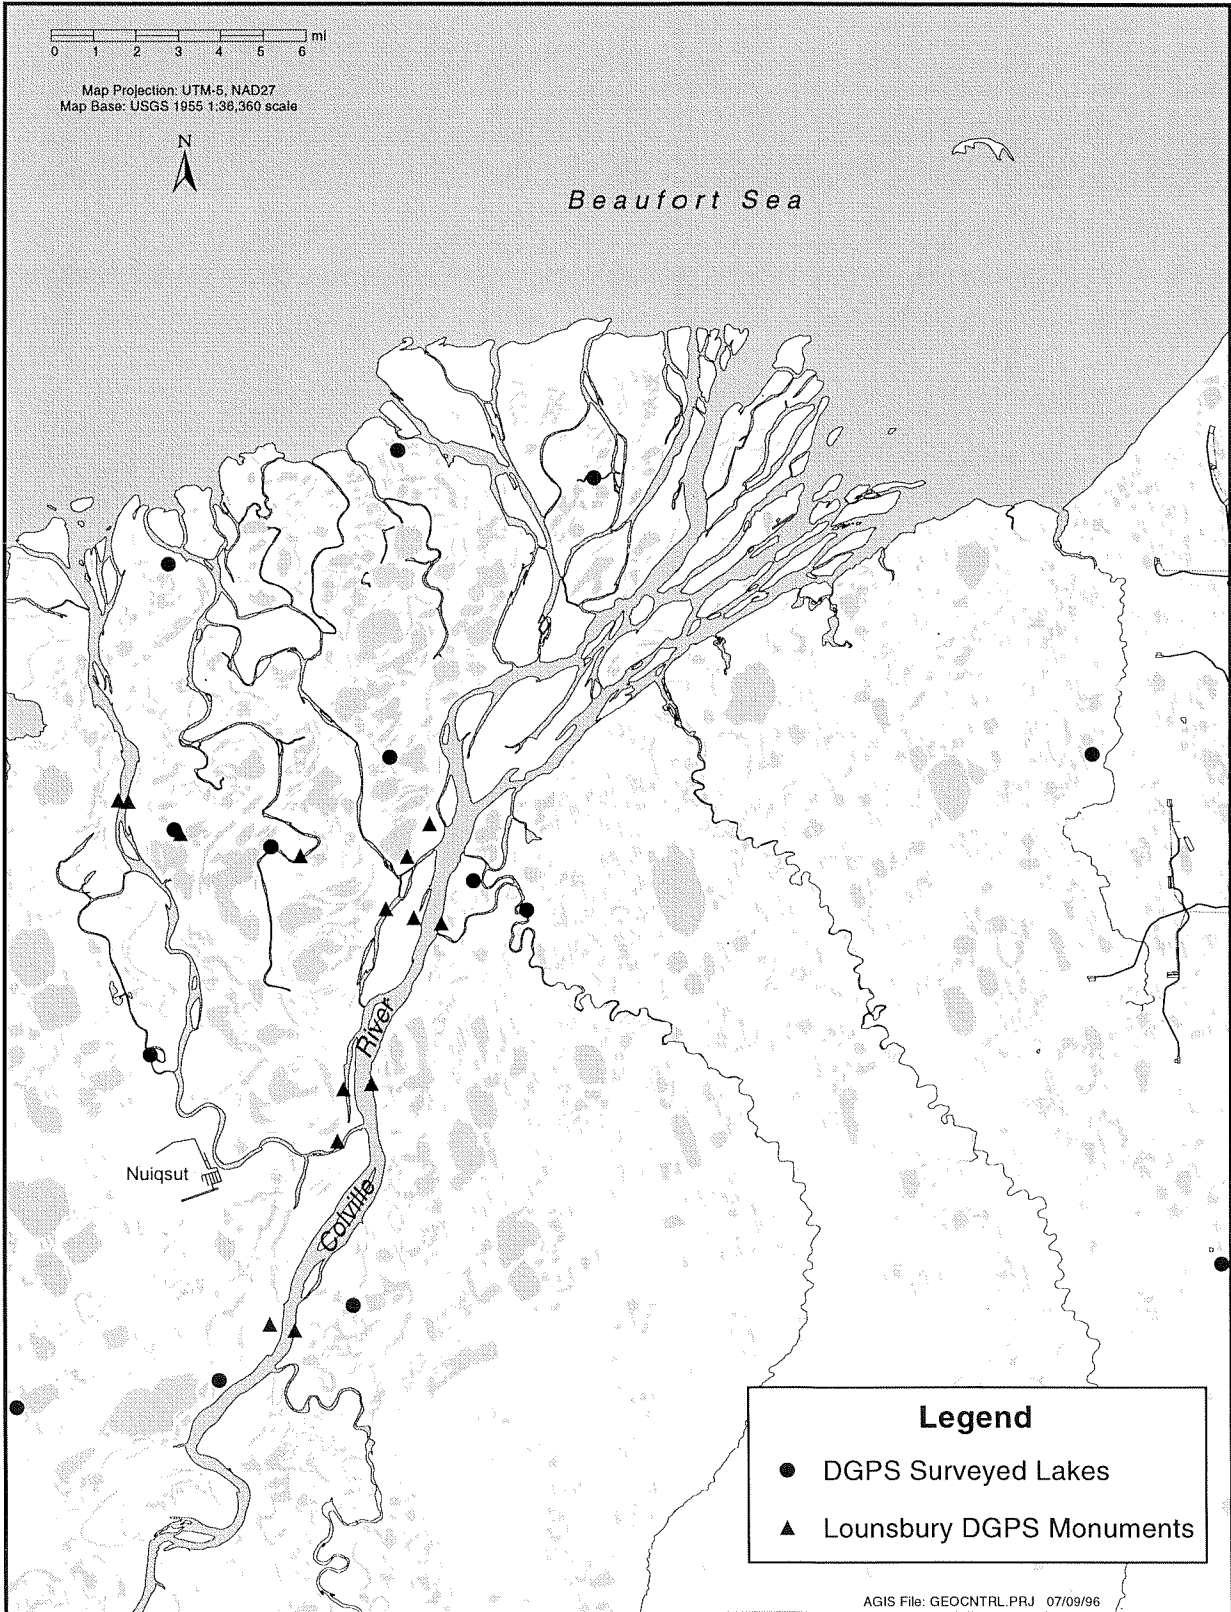 mi
0 1 2 3 4 5 6
Map Projection: UTM-5, NAD27
Map Base: USGS 1955 1:36,360 scale
N
Beaufort Sea
River
Nuiqsut
Colville
Legend
DGPS Surveyed Lakes
Lounsbury DGPS Monuments
AGIS File: GEOCNTRL.PRJ 07/09/96